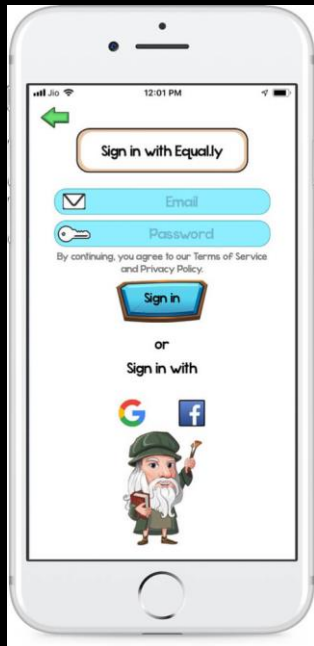 Jio
12:01 PM
Sign in with Equal.ly
Email
Password
By continuing, you agree to our Terms of Service
and Privacy Policy.
Sign in
or
Sign in with
G
f